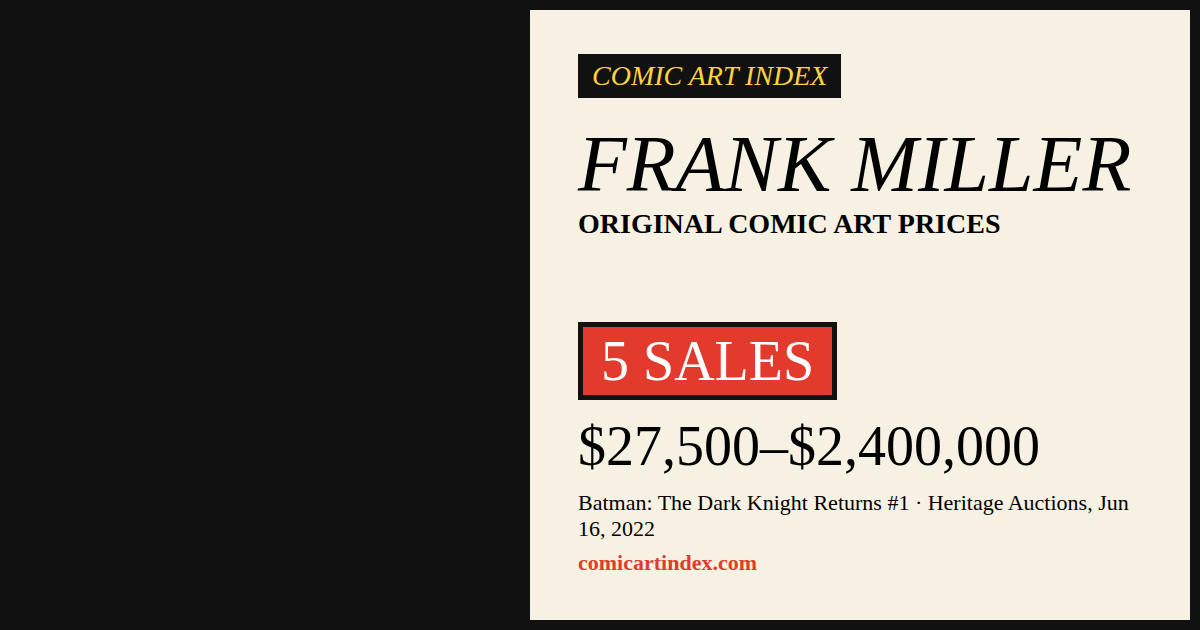 COMIC ART INDEX
FRANK MILLER
ORIGINAL COMIC ART PRICES
5 SALES
$27,500–$2,400,000
Batman: The Dark Knight Returns #1 · Heritage Auctions, Jun
16, 2022
comicartindex.com